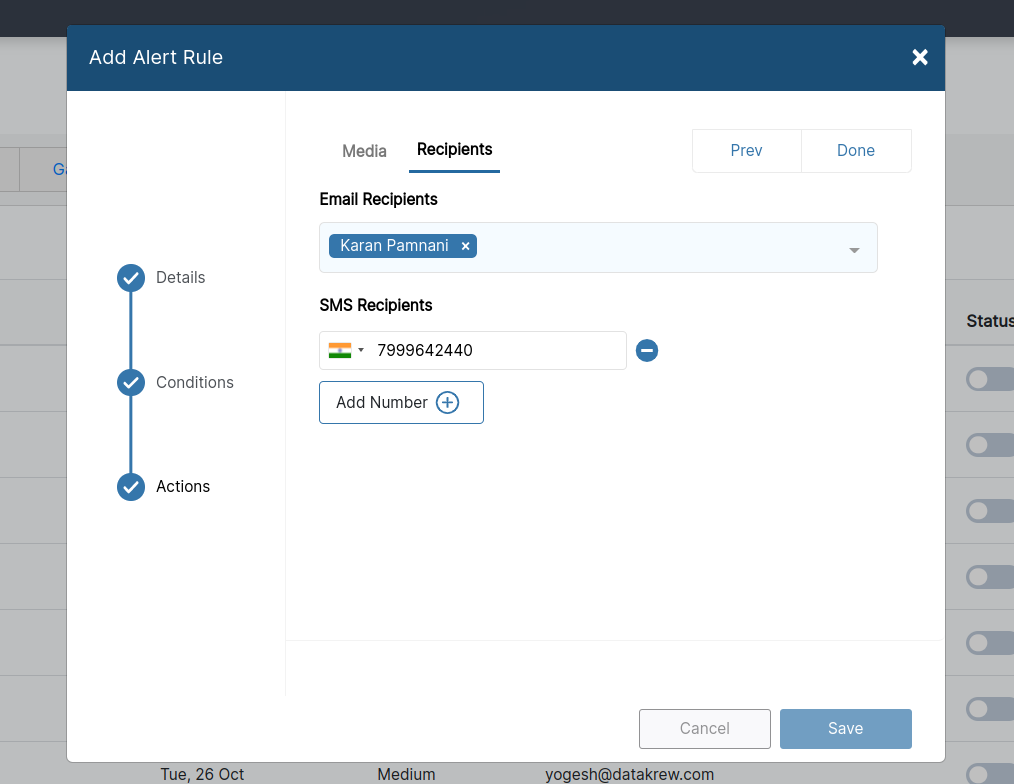 Add Alert Rule
Media
Recipients
Prev
Done
Email Recipients
Karan Pamnani
Details
SMS Recipients
7999642440
Conditions
Add Number
Actions
Status
Cancel
Save
Tue, 26 Oct
Medium
yogesh@datakrew.com